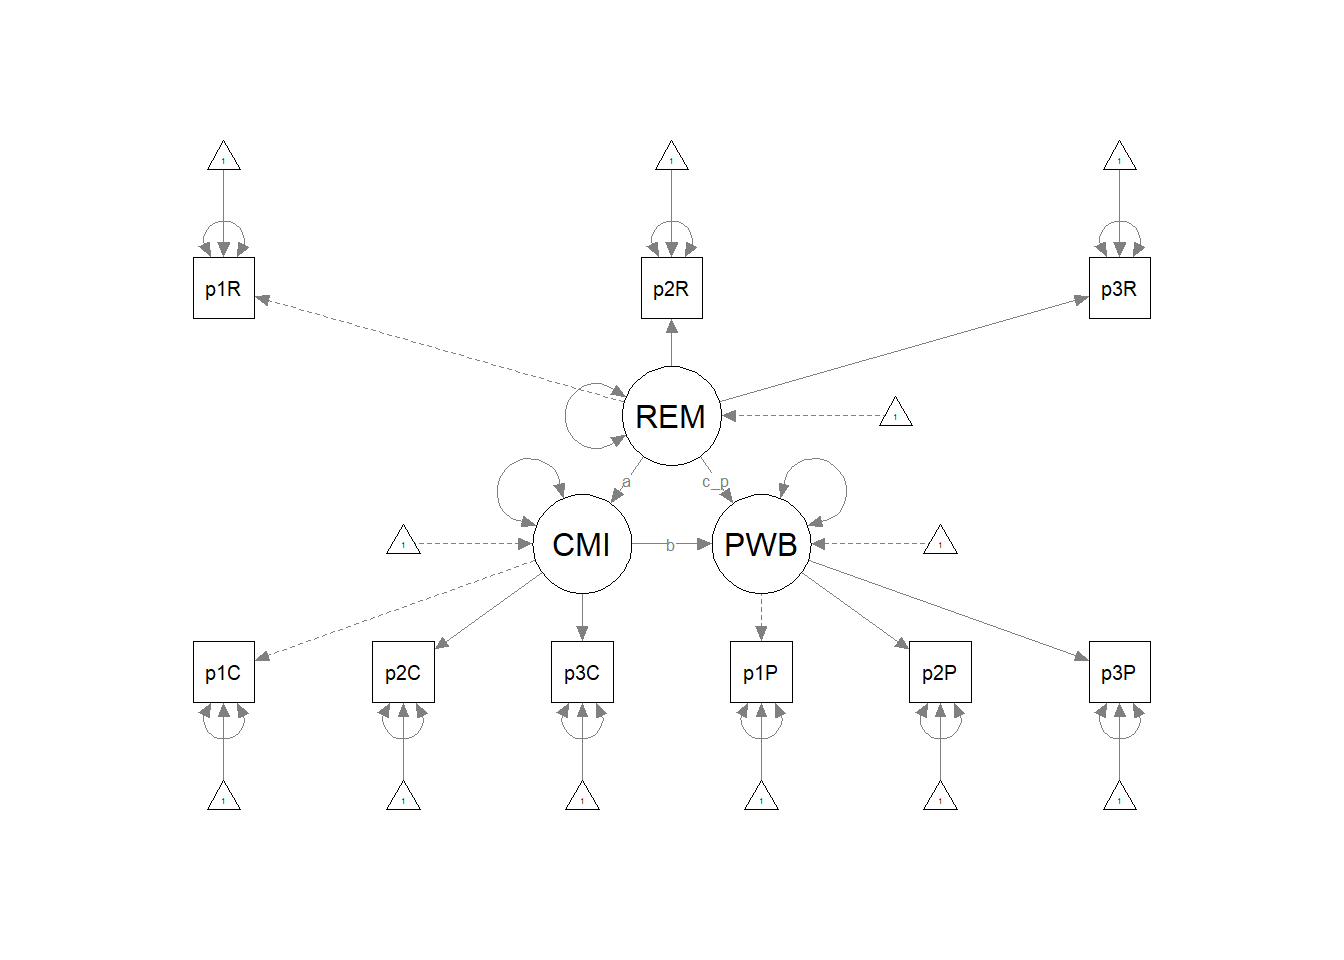 1 1 1
p1R p2R p3R
REM 1
a c_p
1 CMI b PWB 1
p1C p2C p3C p1P p2P p3P
1 1 1 1 1 1